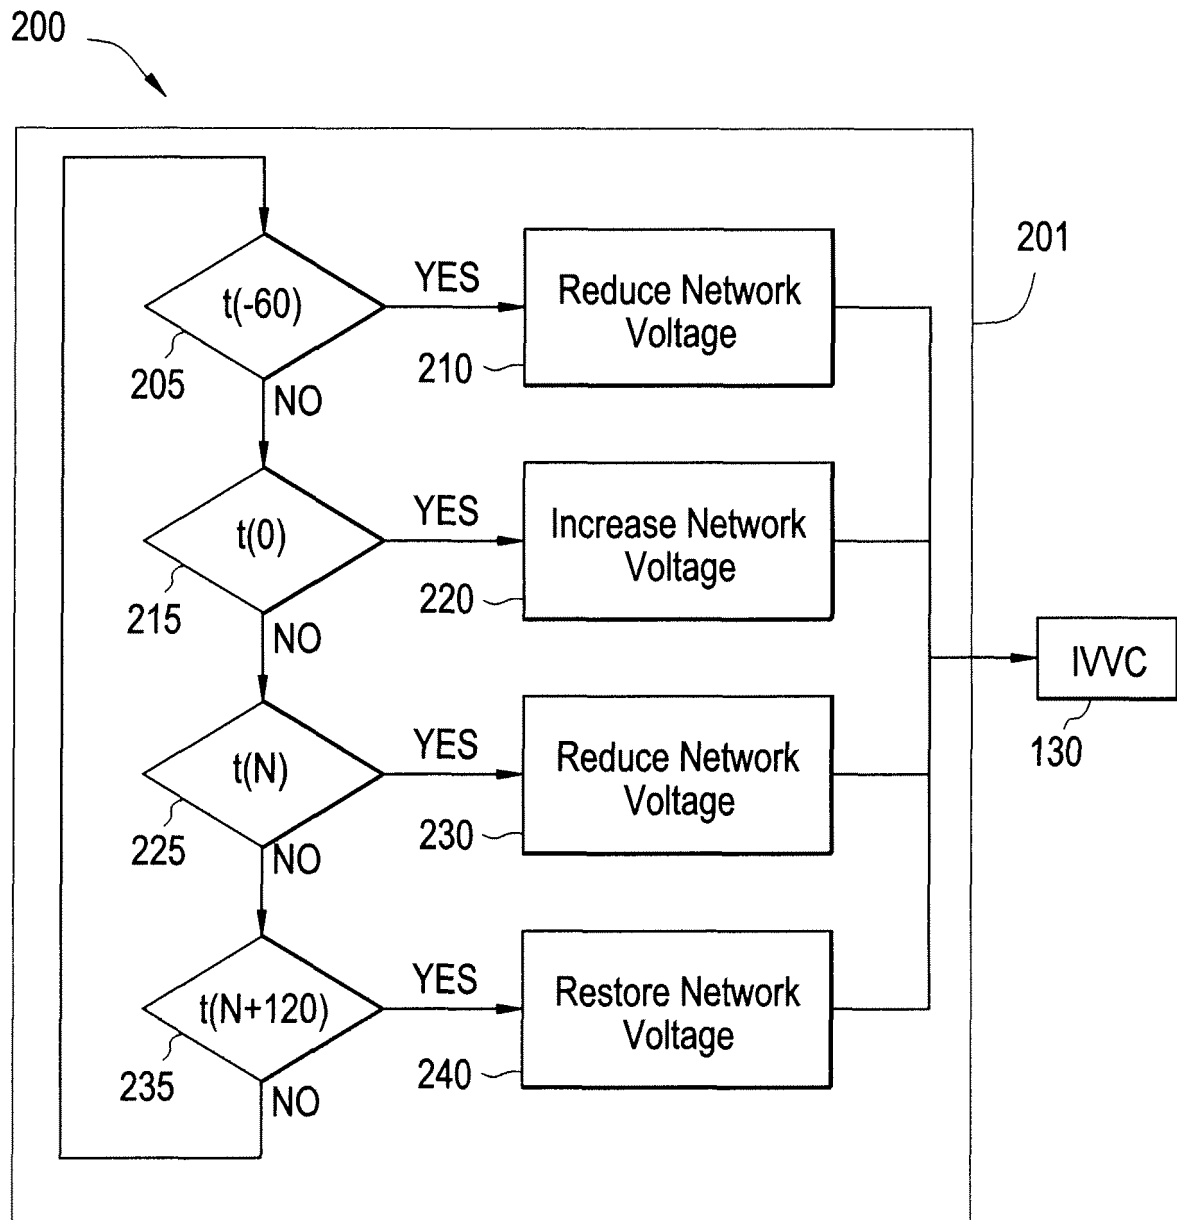 200
201
t(-60)
YES
Reduce Network
Voltage
205
210
NO
t(0)
YES
Increase Network
Voltage
215
220
NO
IVVC
130
t(N)
YES
Reduce Network
Voltage
225
230
NO
t(N+120)
YES
Restore Network
Voltage
235
240
NO